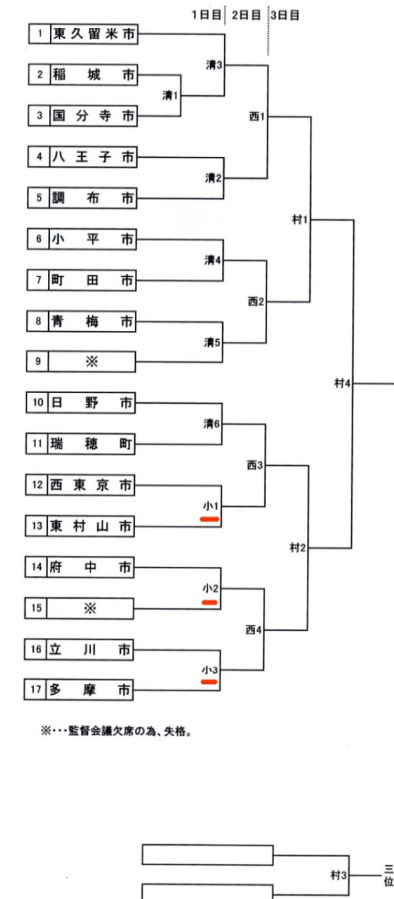 1日目 2日目 3日目
1 東久留米市
2 稲城市
3 国分寺市
4 八王子市
5 調布市
6 小平市
7 町田市
8 青梅市
9 ※
10 日野市
11 瑞穂町
12 西東京市
13 東村山市
14 府中市
15 ※
16 立川市
17 多摩市
清3
清1
清2
清4
清5
清6
小1
小2
小3
西1
西2
西3
西4
村1
村2
村4
※・・・監督会議欠席の為、失格。
村3
三位